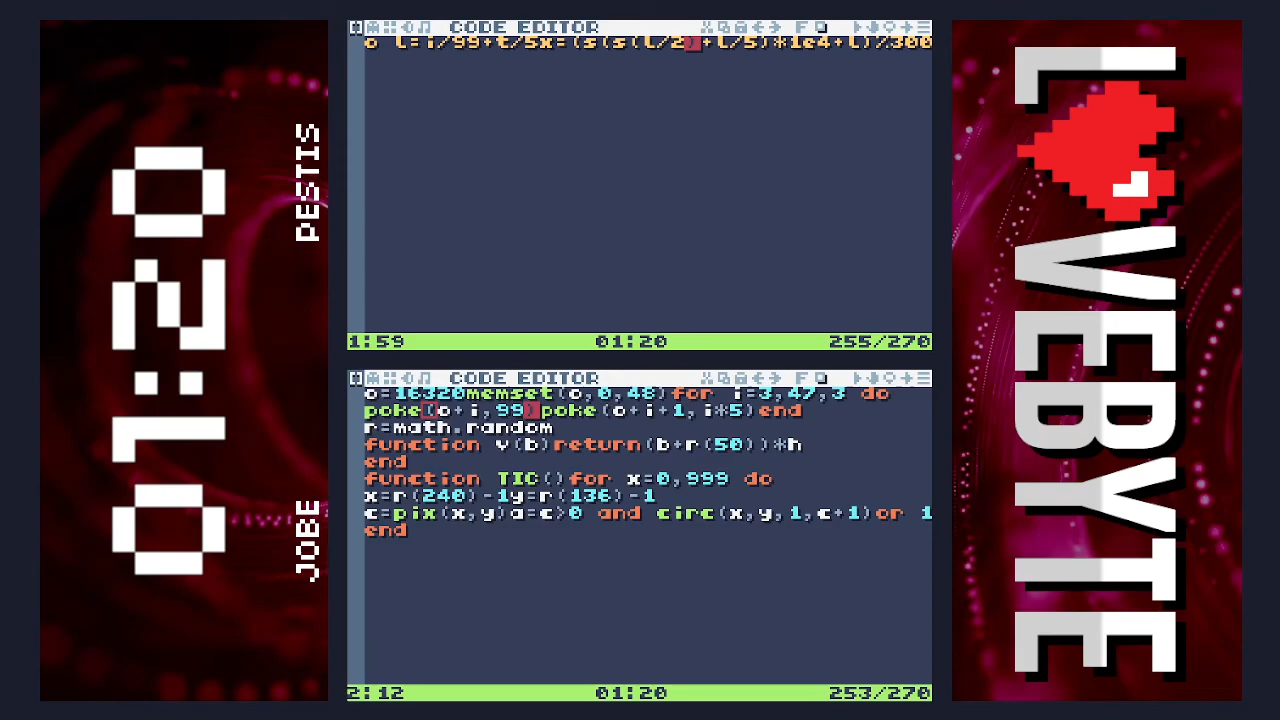 01:20
PESTIS
JOBE
CODE EDITOR
o l=i/99+t/5x=(s(s(l/2)+l/5)*1e4+l)%300
1:59 01:20 255/270
CODE EDITOR
o=16320memset(o,0,48)for i=3,47,3 do
poke(o+i,99)poke(o+i+1,i*5)end
r=math.random
function v(b)return(b+r(50))*h
end
function TIC()for x=0,999 do
x=r(240)-1y=r(136)-1
c=pix(x,y)a=c>0 and circ(x,y,1,c+1)or 1
end
2:12 01:20 253/270
LOVEBYTE